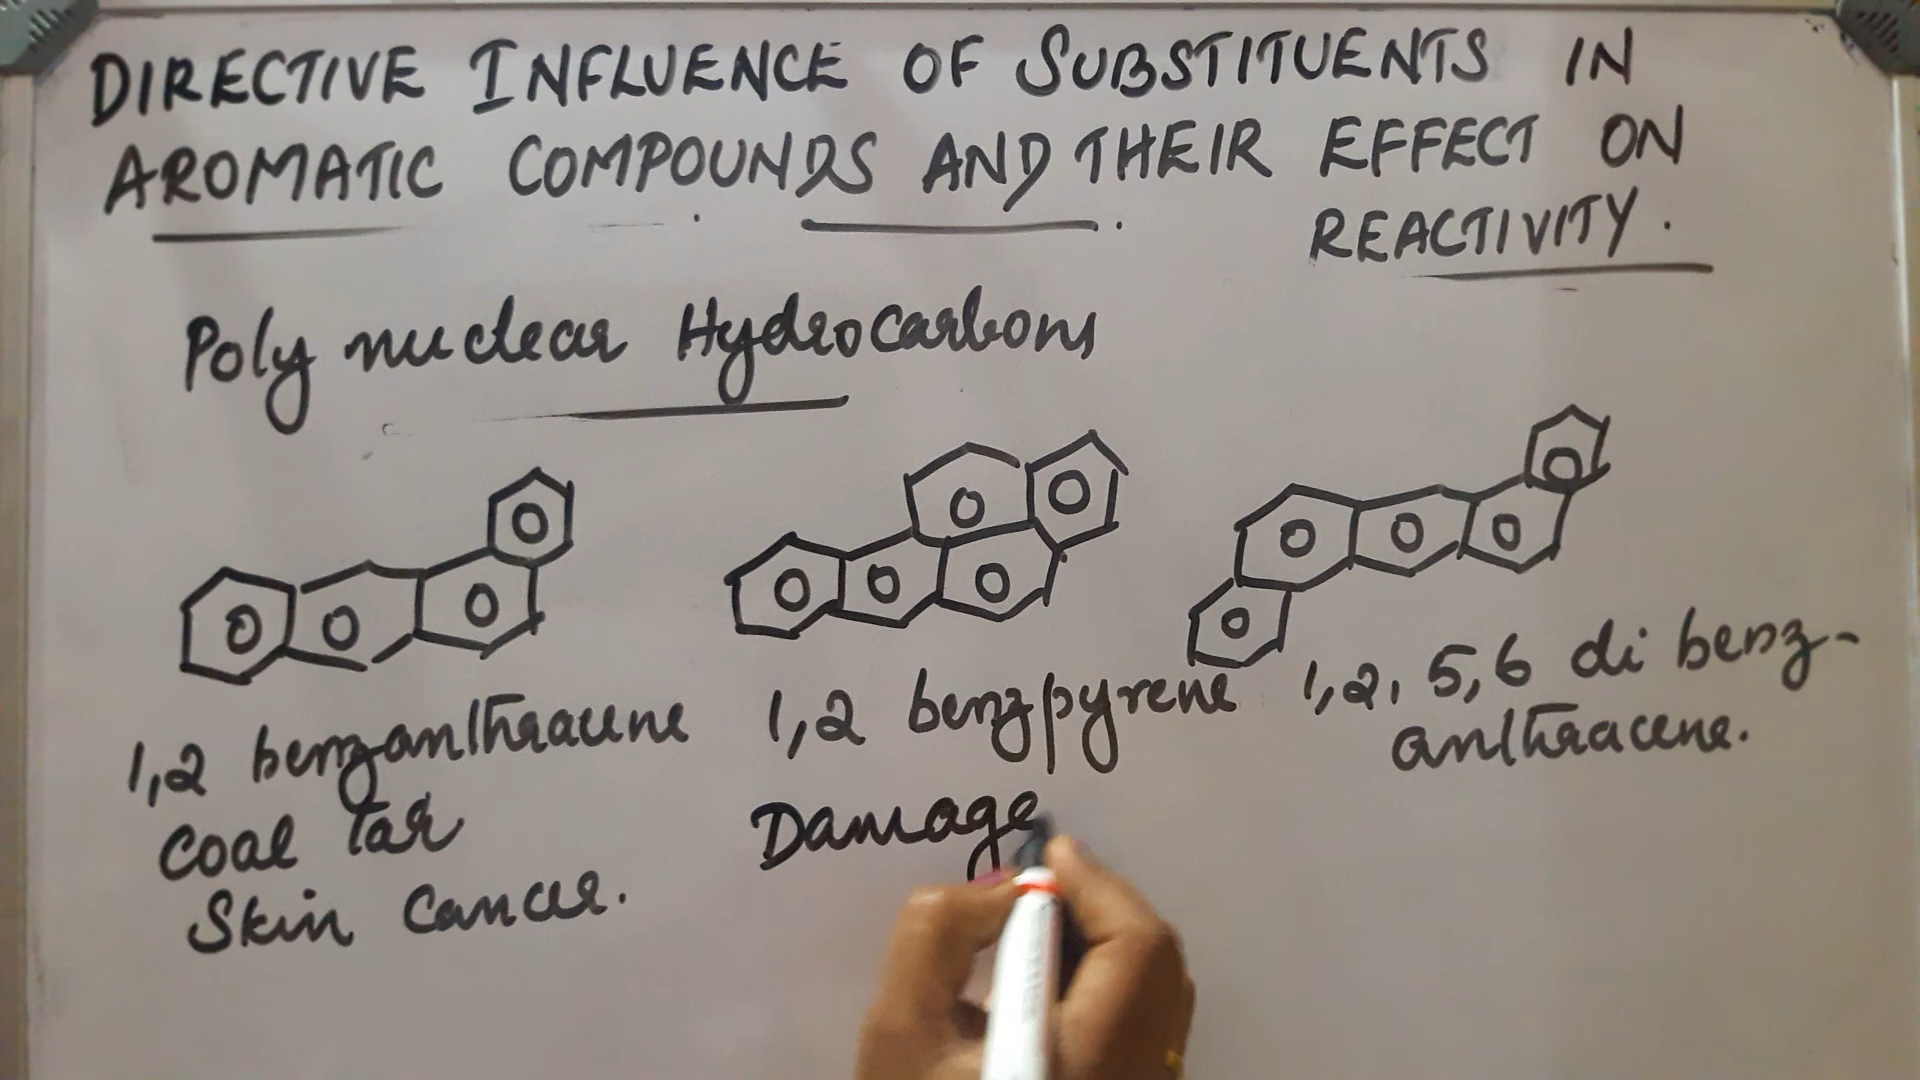 DIRECTIVE INFLUENCE OF SUBSTITUENTS IN
AROMATIC COMPOUNDS AND THEIR EFFECT ON
REACTIVITY.
Poly nuclear Hydrocarbons
1,2 benzanthracene
Coal Tar
Skin Cancer.
1,2 benzpyrene
Damage
1,2, 5,6 di benz-
anthracene.